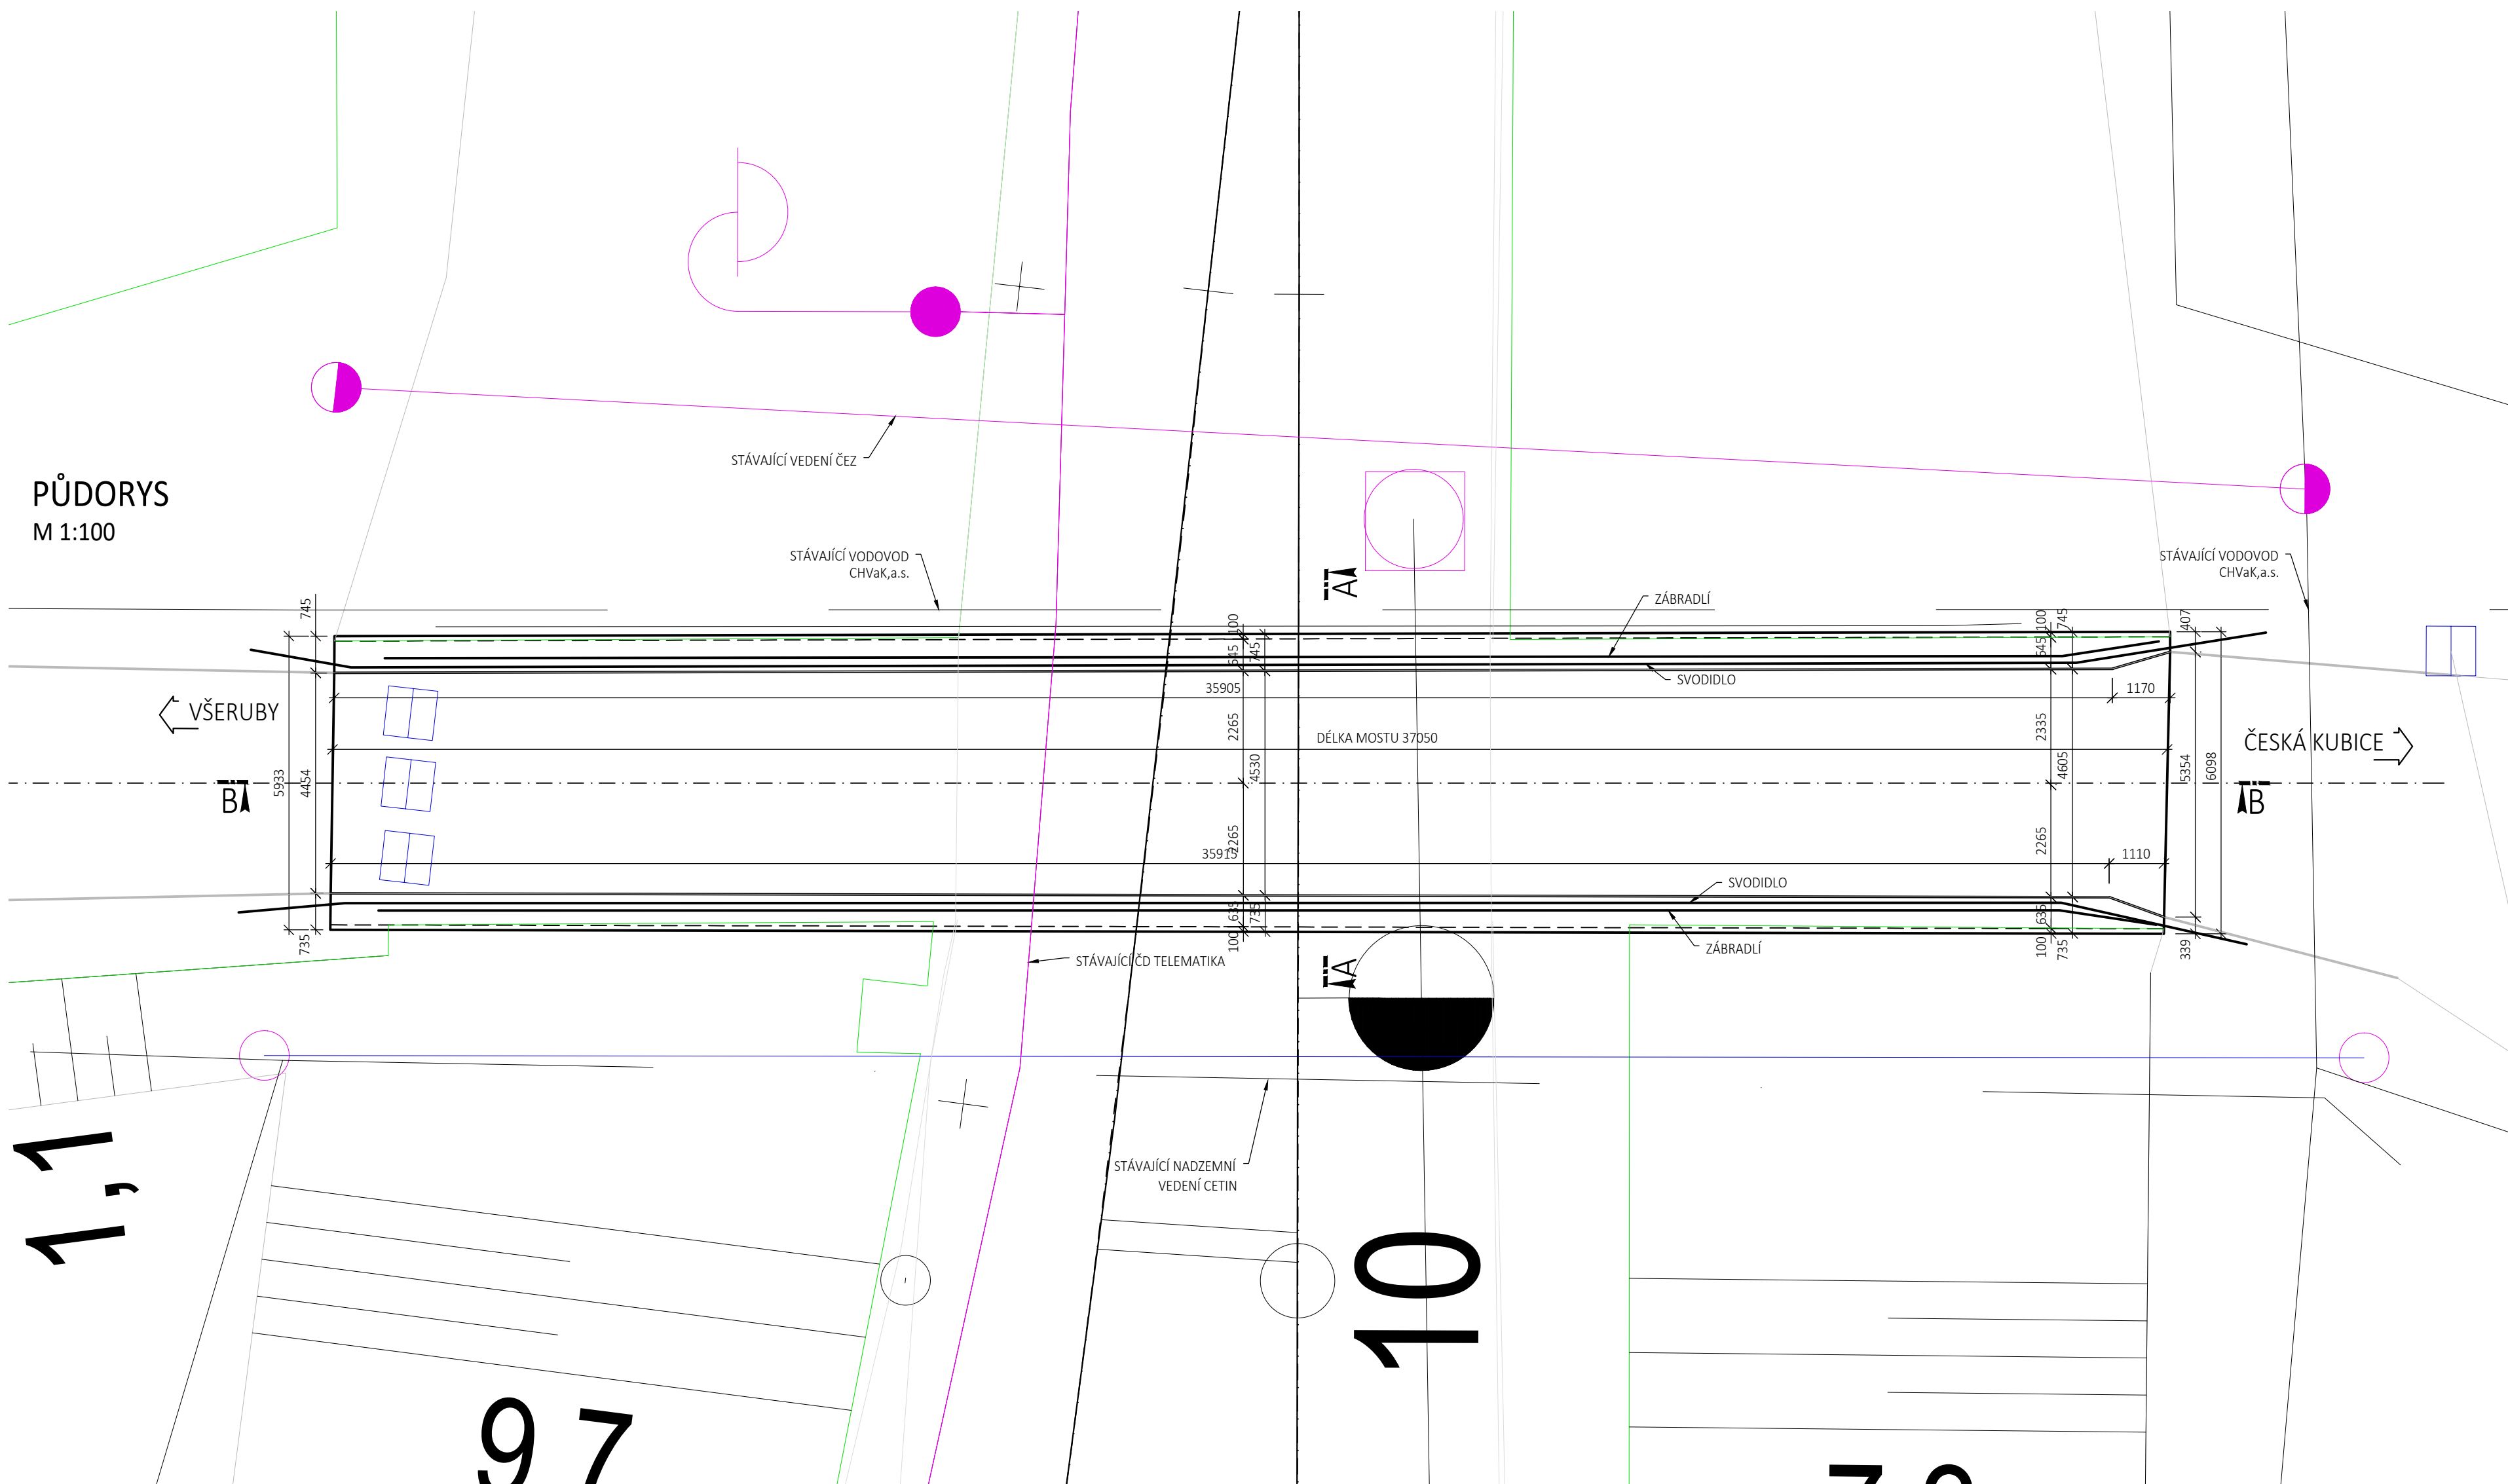 STÁVAJÍCÍ VEDENÍ ČEZ
PŮDORYS
M 1:100
STÁVAJÍCÍ VODOVOD
CHVaK,a.s.
STÁVAJÍCÍ VODOVOD
CHVaK,a.s.
A
ZÁBRADLÍ
745
100
645
745
100
645
745
407
SVODIDLO
35905
1170
VŠERUBY
2265
2335
DÉLKA MOSTU 37050
ČESKÁ KUBICE
5933
4454
4530
4605
5354
6098
B
B
2265
2265
35915
1110
SVODIDLO
735
100
635
735
100
635
735
339
ZÁBRADLÍ
STÁVAJÍCÍ ČD TELEMATIKA
A
STÁVAJÍCÍ NADZEMNÍ
VEDENÍ CETIN
1,1
10
97